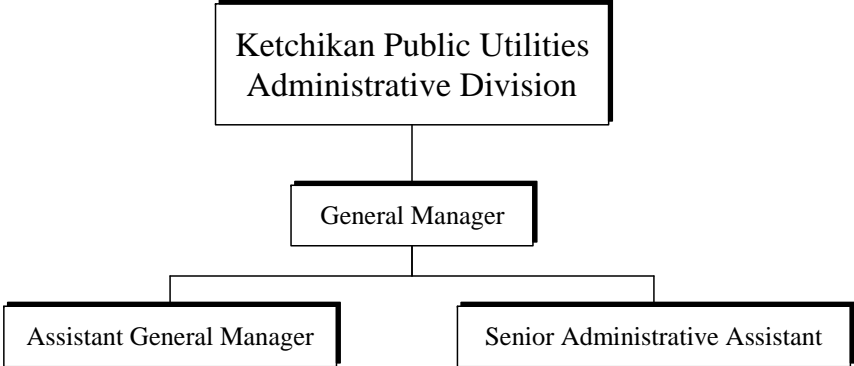 Ketchikan Public Utilities
Administrative Division
General Manager
Assistant General Manager
Senior Administrative Assistant